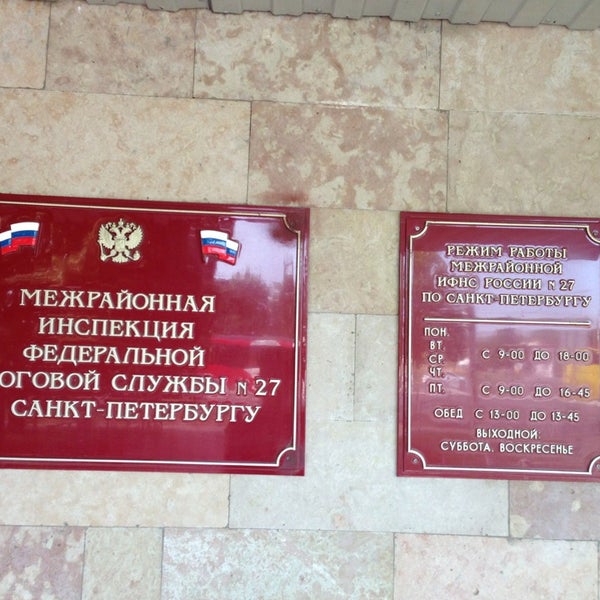 МЕЖРАЙОННАЯ
ИНСПЕКЦИЯ
ФЕДЕРАЛЬНОЙ
ОГОВОЙ СЛУЖБЫ N 27
САНКТ-ПЕТЕРБУРГУ
РЕЖИМ РАБОТЫ
МЕЖРАЙОННОЙ
ИФНС РОССИИ N 27
ПО САНКТ-ПЕТЕРБУРГУ
ПОН.
ВТ.
СР. С 9-00 ДО 18-00
ЧТ.
ПТ. С 9-00 ДО 16-45
ОБЕД С 13-00 ДО 13-45
ВЫХОДНОЙ:
СУББОТА, ВОСКРЕСЕНЬЕ